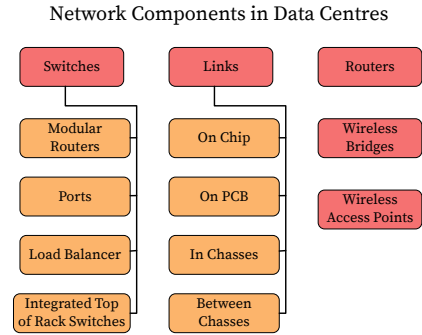 Network Components in Data Centres
Switches
Modular
Routers
Ports
Load Balancer
Integrated Top
of Rack Switches
Links
On Chip
On PCB
In Chasses
Between
Chasses
Routers
Wireless
Bridges
Wireless
Access Points